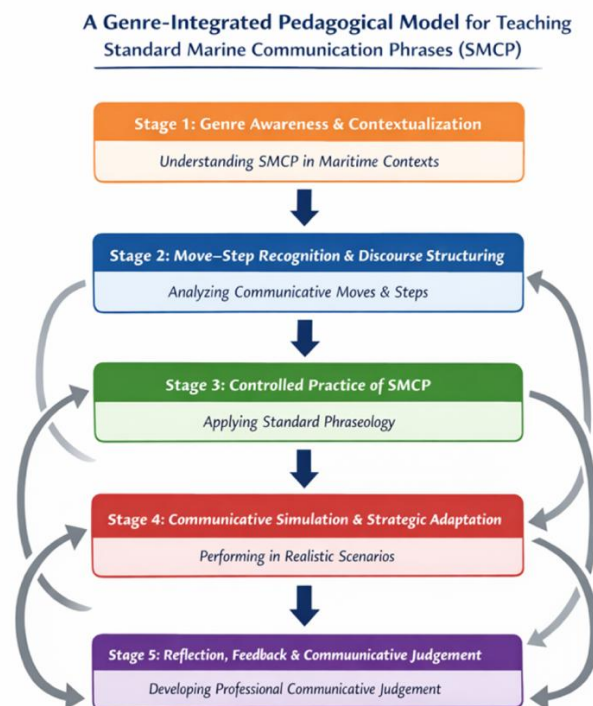 A Genre-Integrated Pedagogical Model for Teaching
Standard Marine Communication Phrases (SMCP)
Stage 1: Genre Awareness & Contextualization
Understanding SMCP in Maritime Contexts
Stage 2: Move–Step Recognition & Discourse Structuring
Analyzing Communicative Moves & Steps
Stage 3: Controlled Practice of SMCP
Applying Standard Phraseology
Stage 4: Communicative Simulation & Strategic Adaptation
Performing in Realistic Scenarios
Stage 5: Reflection, Feedback & Commuunicative Judgement
Developing Professional Communicative Judgement